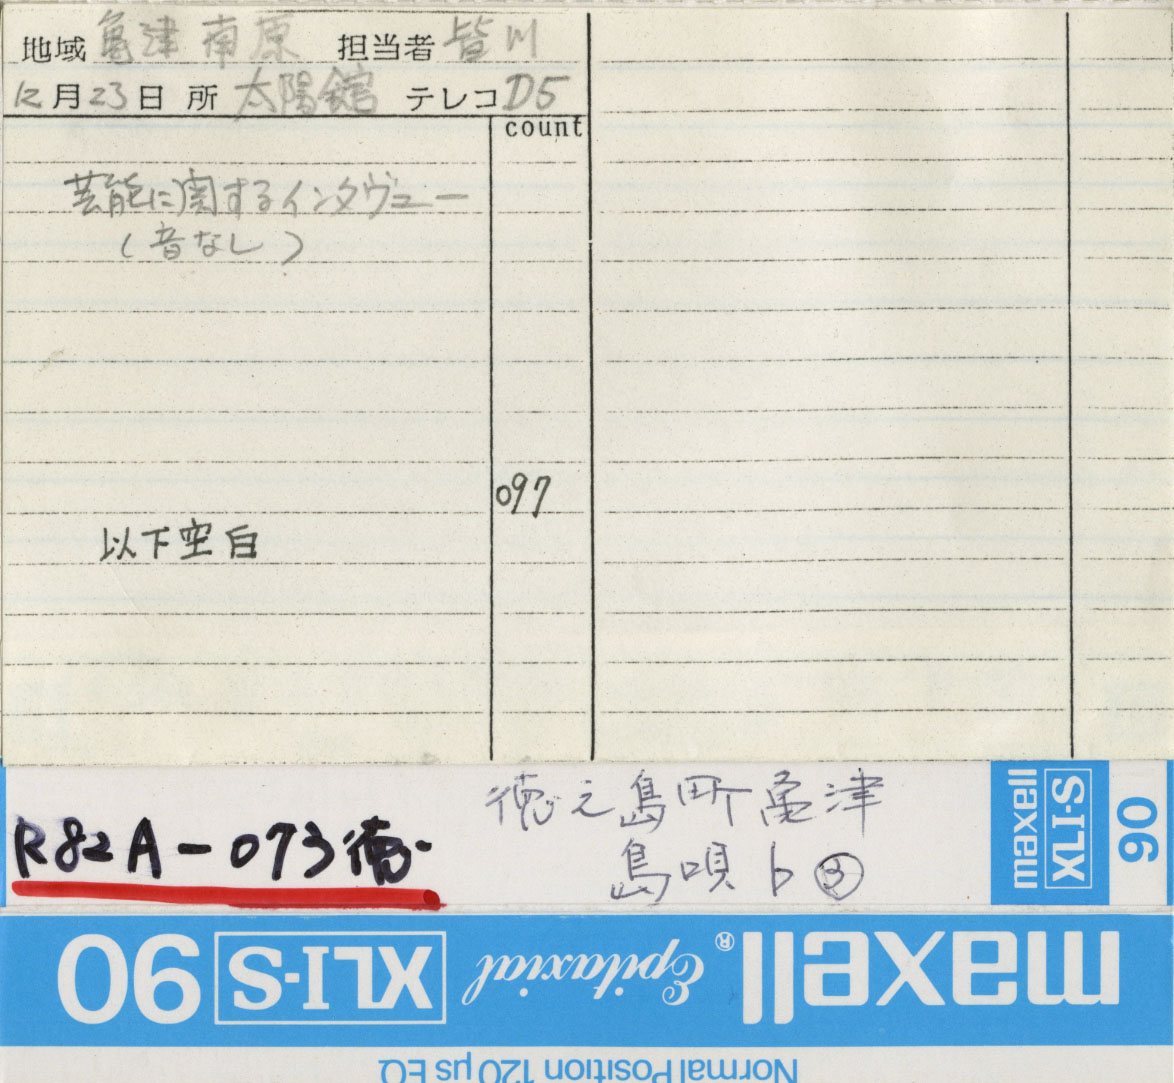 地域 亀津 南原 担当者 皆川
12月23日 所 太陽館 テレコ D5
count
芸能に関するインタヴュー
(音なし)
097
以下空白
徳之島町亀津
島唄 b ③
R82A-073徳
maxell
XLI-S
90
maxell® Epitaxial XLI-S 90
Normal Position 120μs EQ